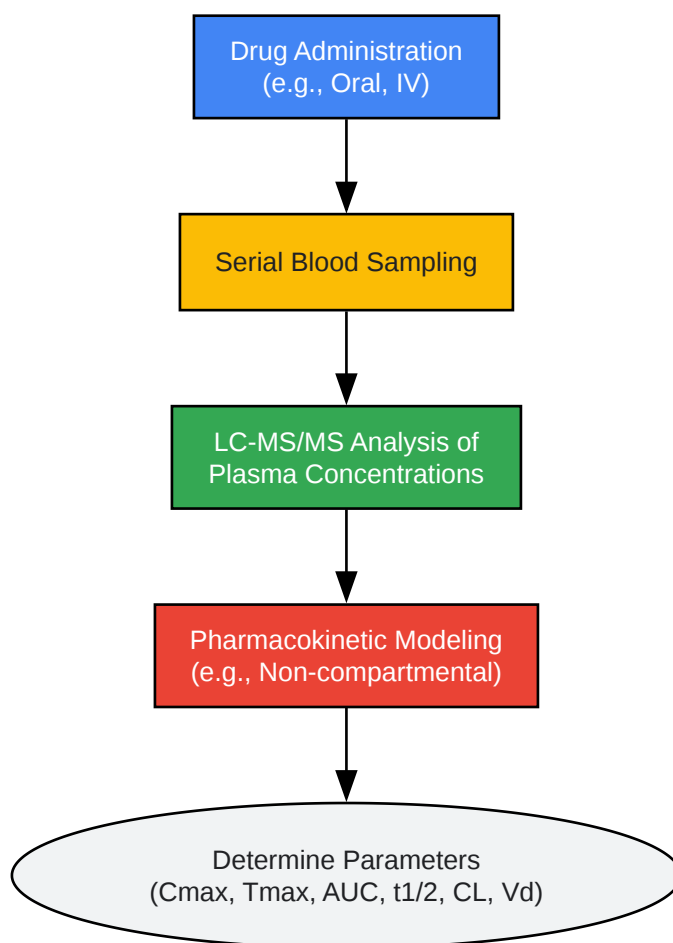 Drug Administration
(e.g., Oral, IV)
Serial Blood Sampling
LC-MS/MS Analysis of
Plasma Concentrations
Pharmacokinetic Modeling
(e.g., Non-compartmental)
Determine Parameters
(Cmax, Tmax, AUC, t1/2, CL, Vd)